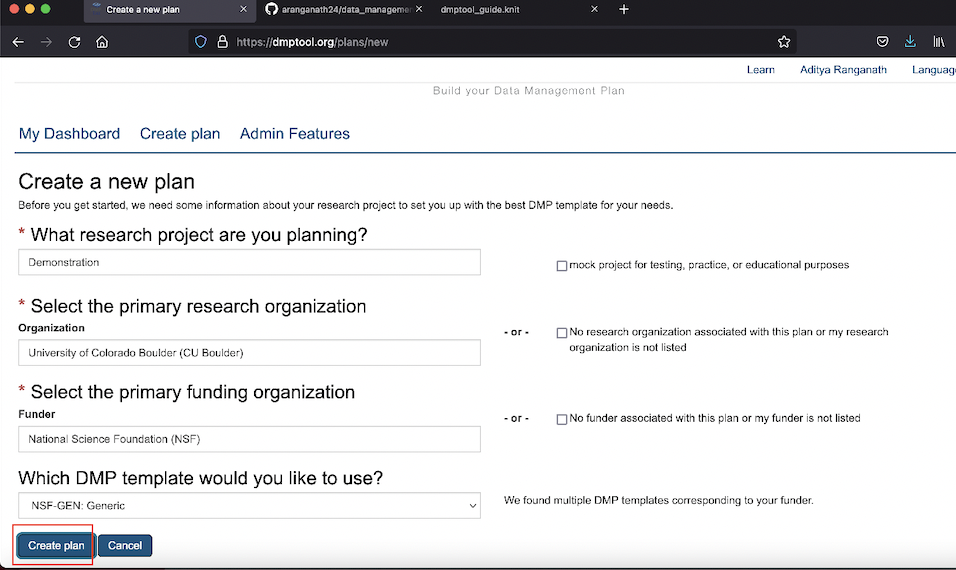 Create a new plan
aranganath24/data_managemen
dmptool_guide.knit
https://dmptool.org/plans/new
Learn Aditya Ranganath Languag
Build your Data Management Plan
My Dashboard Create plan Admin Features
Create a new plan
Before you get started, we need some information about your research project to set you up with the best DMP template for your needs.
* What research project are you planning?
Demonstration
mock project for testing, practice, or educational purposes
* Select the primary research organization
Organization
University of Colorado Boulder (CU Boulder)
- or -
No research organization associated with this plan or my research
organization is not listed
* Select the primary funding organization
Funder
National Science Foundation (NSF)
- or -
No funder associated with this plan or my funder is not listed
Which DMP template would you like to use?
NSF-GEN: Generic
We found multiple DMP templates corresponding to your funder.
Create plan Cancel